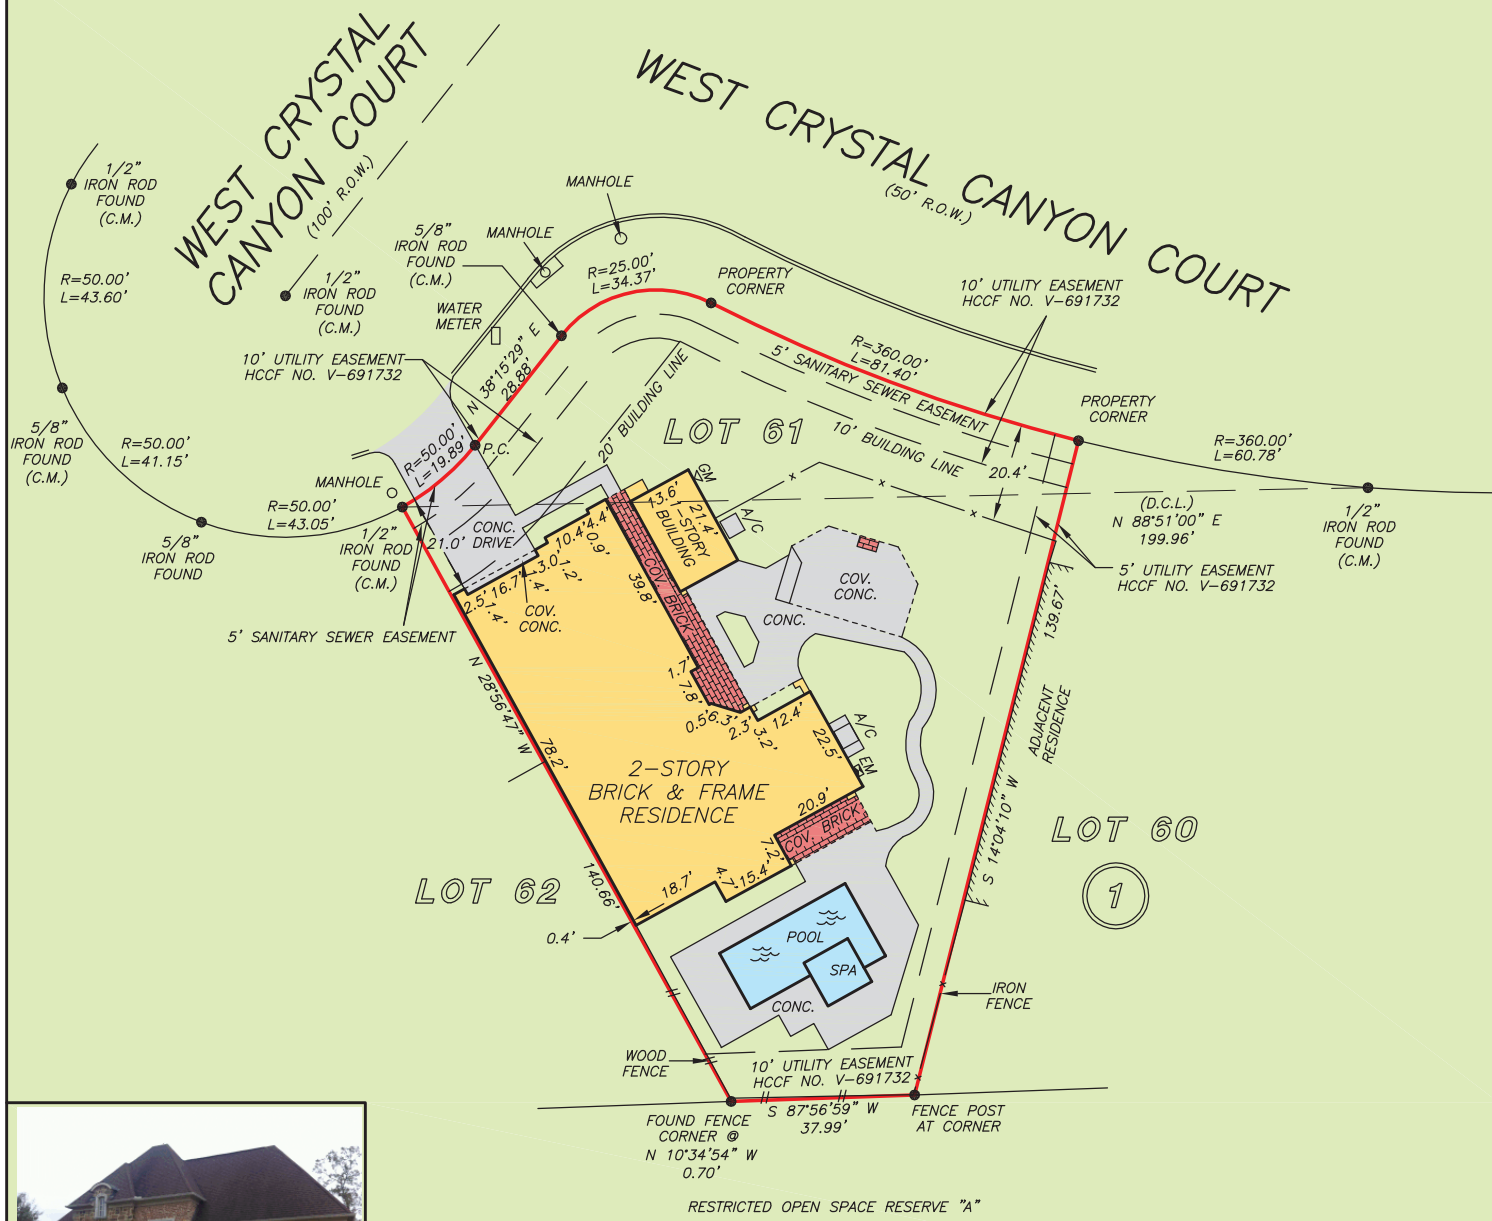 WEST CRYSTAL
CANYON COURT
(100' R.O.W.)
WEST CRYSTAL CANYON COURT
(50' R.O.W.)
1/2"
IRON ROD
FOUND
(C.M.)
R=50.00'
L=43.60'
1/2"
IRON ROD
FOUND
(C.M.)
5/8"
IRON ROD
FOUND
(C.M.)
MANHOLE
MANHOLE
WATER
METER
R=25.00'
L=34.37'
PROPERTY
CORNER
10' UTILITY EASEMENT
HCCF NO. V-691732
10' UTILITY EASEMENT
HCCF NO. V-691732
N 38°15'29" E
28.88'
R=360.00'
L=81.40'
5' SANITARY SEWER EASEMENT
10' BUILDING LINE
20' BUILDING LINE
LOT 61
PROPERTY
CORNER
R=360.00'
L=60.78'
20.4'
(D.C.L.)
N 88°51'00" E
199.96'
1/2"
IRON ROD
FOUND
(C.M.)
5/8"
IRON ROD
FOUND
(C.M.)
R=50.00'
L=41.15'
R=50.00'
L=43.05'
5/8"
IRON ROD
FOUND
MANHOLE
R=50.00'
L=19.89'
P.C.
1/2"
IRON ROD
FOUND
(C.M.)
21.0'
CONC.
DRIVE
5' SANITARY SEWER EASEMENT
2.5'
1.4'
16.7'
1.4'
3.0'
1.2'
10.4'
0.9'
4.4'
COV.
CONC.
GM
13.6'
21.4'
1-STORY
BUILDING
A/C
COV. BRICK
39.8'
CONC.
COV.
CONC.
5' UTILITY EASEMENT
HCCF NO. V-691732
139.67'
ADJACENT
RESIDENCE
S 14°04'10" W
N 28°56'47" W
78.2'
140.66'
1.7'
7.8'
0.5'
6.3'
2.3'
3.2'
12.4'
22.5'
A/C
EM
2-STORY
BRICK & FRAME
RESIDENCE
20.9'
COV. BRICK
7.2'
15.4'
4.7'
18.7'
0.4'
LOT 62
LOT 60
1
POOL
SPA
CONC.
IRON
FENCE
WOOD
FENCE
10' UTILITY EASEMENT
HCCF NO. V-691732
S 87°56'59" W
37.99'
FOUND FENCE
CORNER @
N 10°34'54" W
0.70'
FENCE POST
AT CORNER
RESTRICTED OPEN SPACE RESERVE "A"